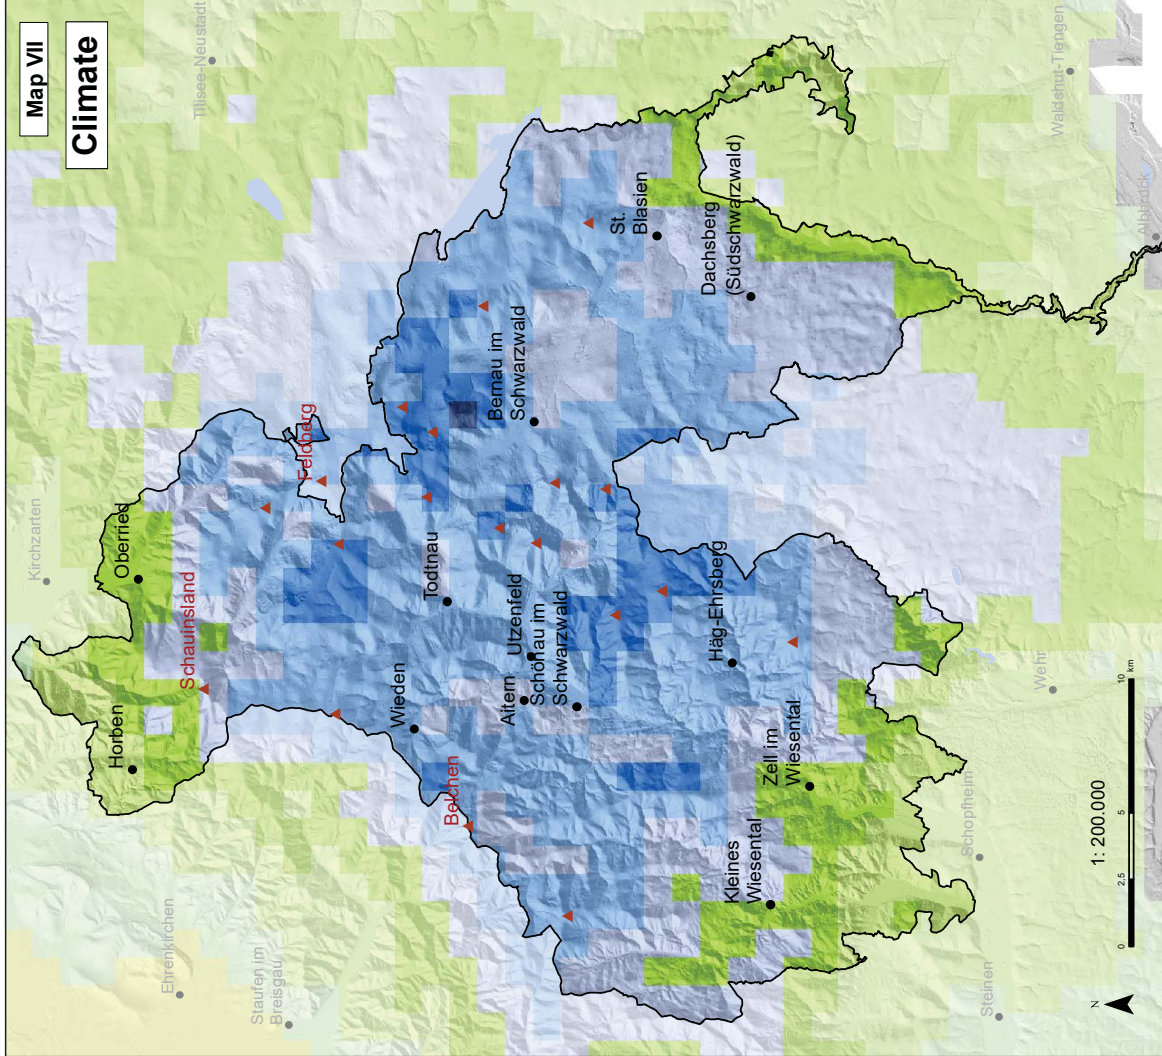 Map VII
Climate
Titisee-Neustadt
Kirchzarten
Oberried
Horben
Schauinsland
Feldberg
Ehrenkirchen
Staufen im
Breisgau
Wieden
Todtnau
Belchen
Aitern
Utzenfeld
Schönau im
Schwarzwald
Bernau im
Schwarzwald
St.
Blasien
Dachsberg
(Südschwarzwald)
Häg-Ehrsberg
Zell im
Wiesental
Kleines
Wiesental
Waldshut-Tiengen
Albbruck
Wehr
Schopfheim
Steinen
N
1: 200.000
0 2.5 5 10 km